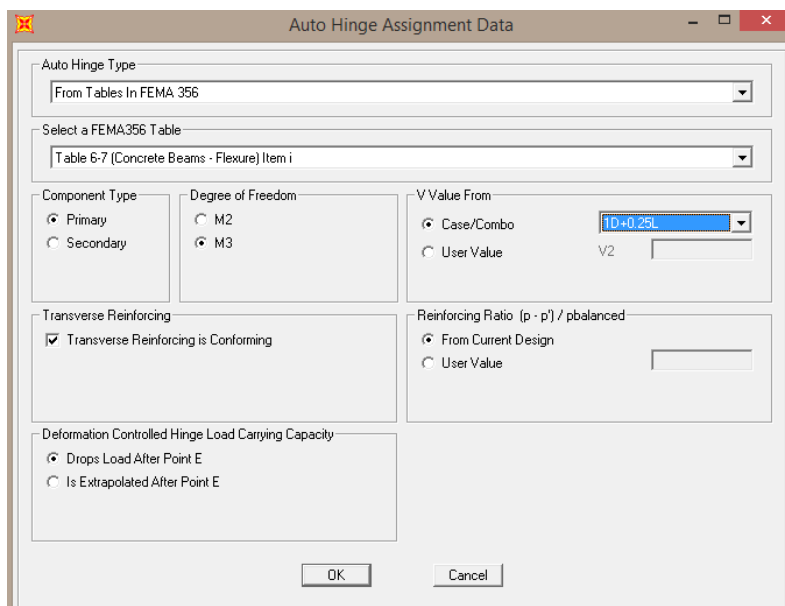 Auto Hinge Assignment Data
Auto Hinge Type
From Tables In FEMA 356
Select a FEMA356 Table
Table 6-7 (Concrete Beams - Flexure) Item i
Component Type
Primary
Secondary
Degree of Freedom
M2
M3
V Value From
Case/Combo
1D+0.25L
User Value
V2
Transverse Reinforcing
Transverse Reinforcing is Conforming
Reinforcing Ratio (p - p') / pbalanced
From Current Design
User Value
Deformation Controlled Hinge Load Carrying Capacity
Drops Load After Point E
Is Extrapolated After Point E
OK
Cancel